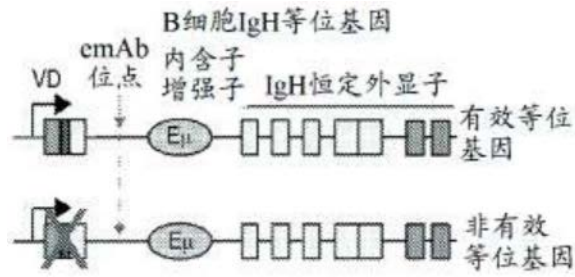 B细胞IgH等位基因
emAb
位点
内含子
增强子
VD
IgH恒定外显子
Eμ
有效等位
基因
Eμ
非有效
等位基因